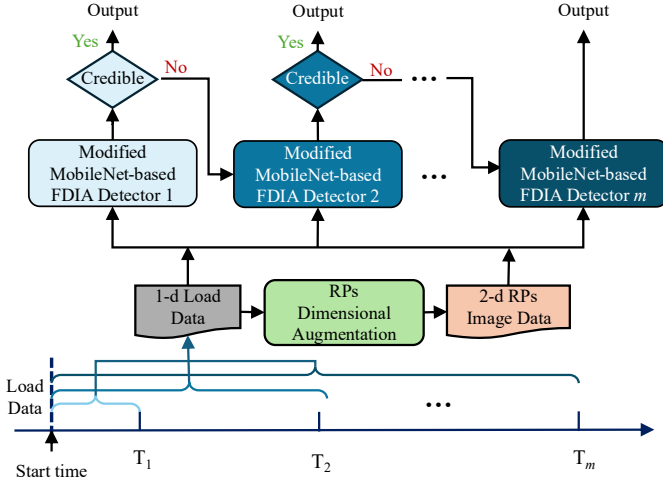 Output
Output
Output
Yes
Yes
Credible
No
Credible
No
...
Modified
MobileNet-based
FDIA Detector 1
Modified
MobileNet-based
FDIA Detector 2
...
Modified
MobileNet-based
FDIA Detector m
1-d Load
Data
RPs
Dimensional
Augmentation
2-d RPs
Image Data
Load
Data
...
Start time
T1
T2
Tm